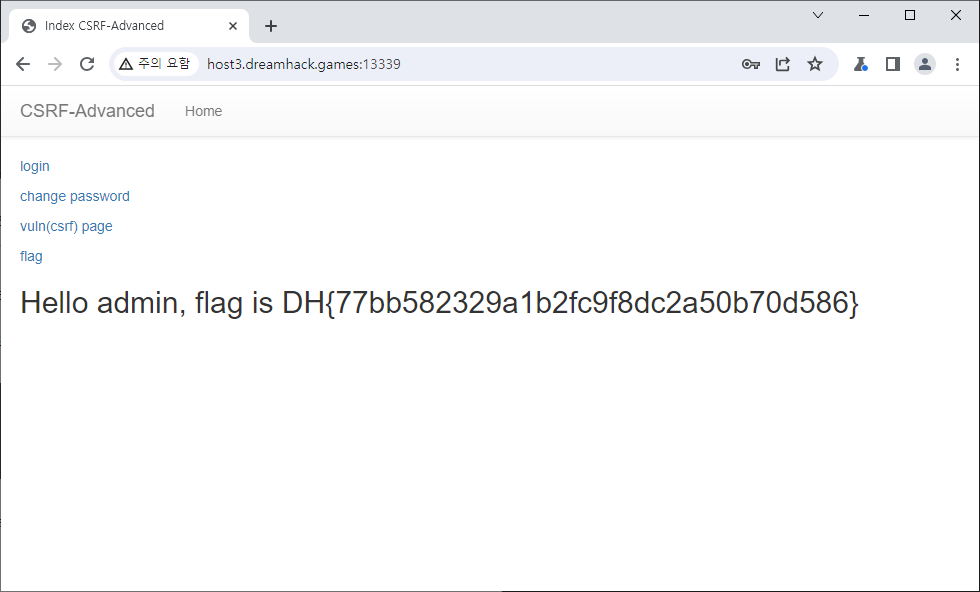 Index CSRF-Advanced
주의 요함 host3.dreamhack.games:13339
CSRF-Advanced Home
login
change password
vuln(csrf) page
flag
Hello admin, flag is DH{77bb582329a1b2fc9f8dc2a50b70d586}